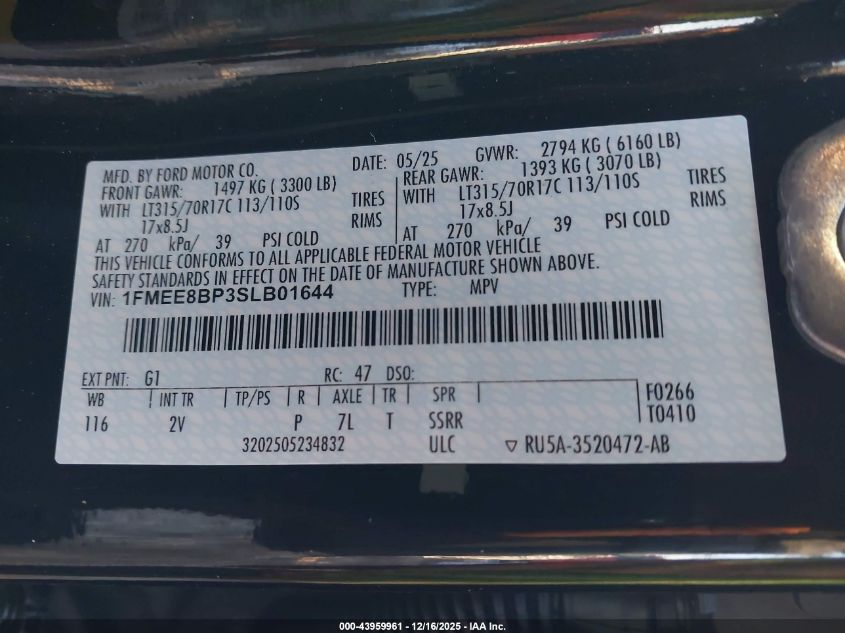 MFD. BY FORD MOTOR CO. DATE: 05/25 GVWR: 2794 KG ( 6160 LB)
FRONT GAWR: 1497 KG ( 3300 LB) REAR GAWR: 1393 KG ( 3070 LB)
WITH LT315/70R17C 113/110S TIRES WITH LT315/70R17C 113/110S TIRES
17x8.5J RIMS 17x8.5J RIMS
AT 270 kPa/ 39 PSI COLD AT 270 kPa/ 39 PSI COLD
THIS VEHICLE CONFORMS TO ALL APPLICABLE FEDERAL MOTOR VEHICLE
SAFETY STANDARDS IN EFFECT ON THE DATE OF MANUFACTURE SHOWN ABOVE.
VIN: 1FMEE8BP3SLB01644 TYPE: MPV
EXT PNT: G1 RC: 47 DSO:
WB INT TR TP/PS R AXLE TR SPR F0266
116 2V P 7L T SSRR T0410
3202505234832 ULC RU5A-3520472-AB
000-43959961 - 12/16/2025 - IAA Inc.